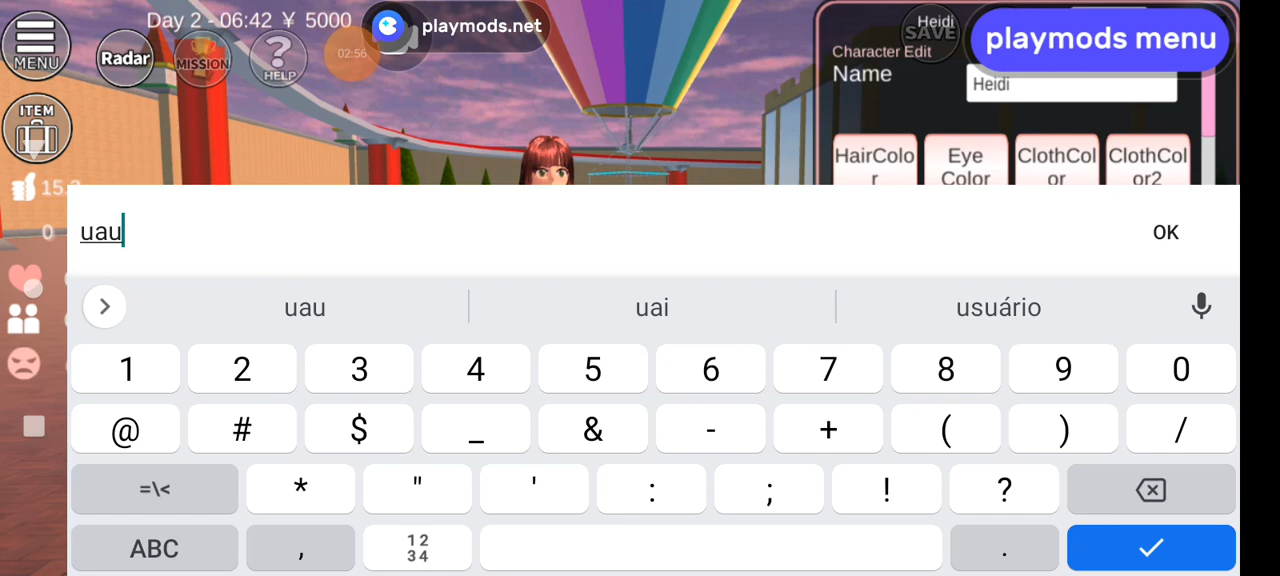 Day 2 - 06:42 ¥ 5000
playmods.net
Heidi
SAVE
playmods menu
MENU
Radar
MISSION
?
HELP
02:56
Character Edit
Name
Heidi
ITEM
HairColo
r
Eye
Color
ClothCol
or
ClothCol
or2
15.
0
uau
OK
uau
uai
usuário
1 2 3 4 5 6 7 8 9 0
@ # $ _ & - + ( ) /
=\< * " ' : ; ! ?
ABC , 12
34 .